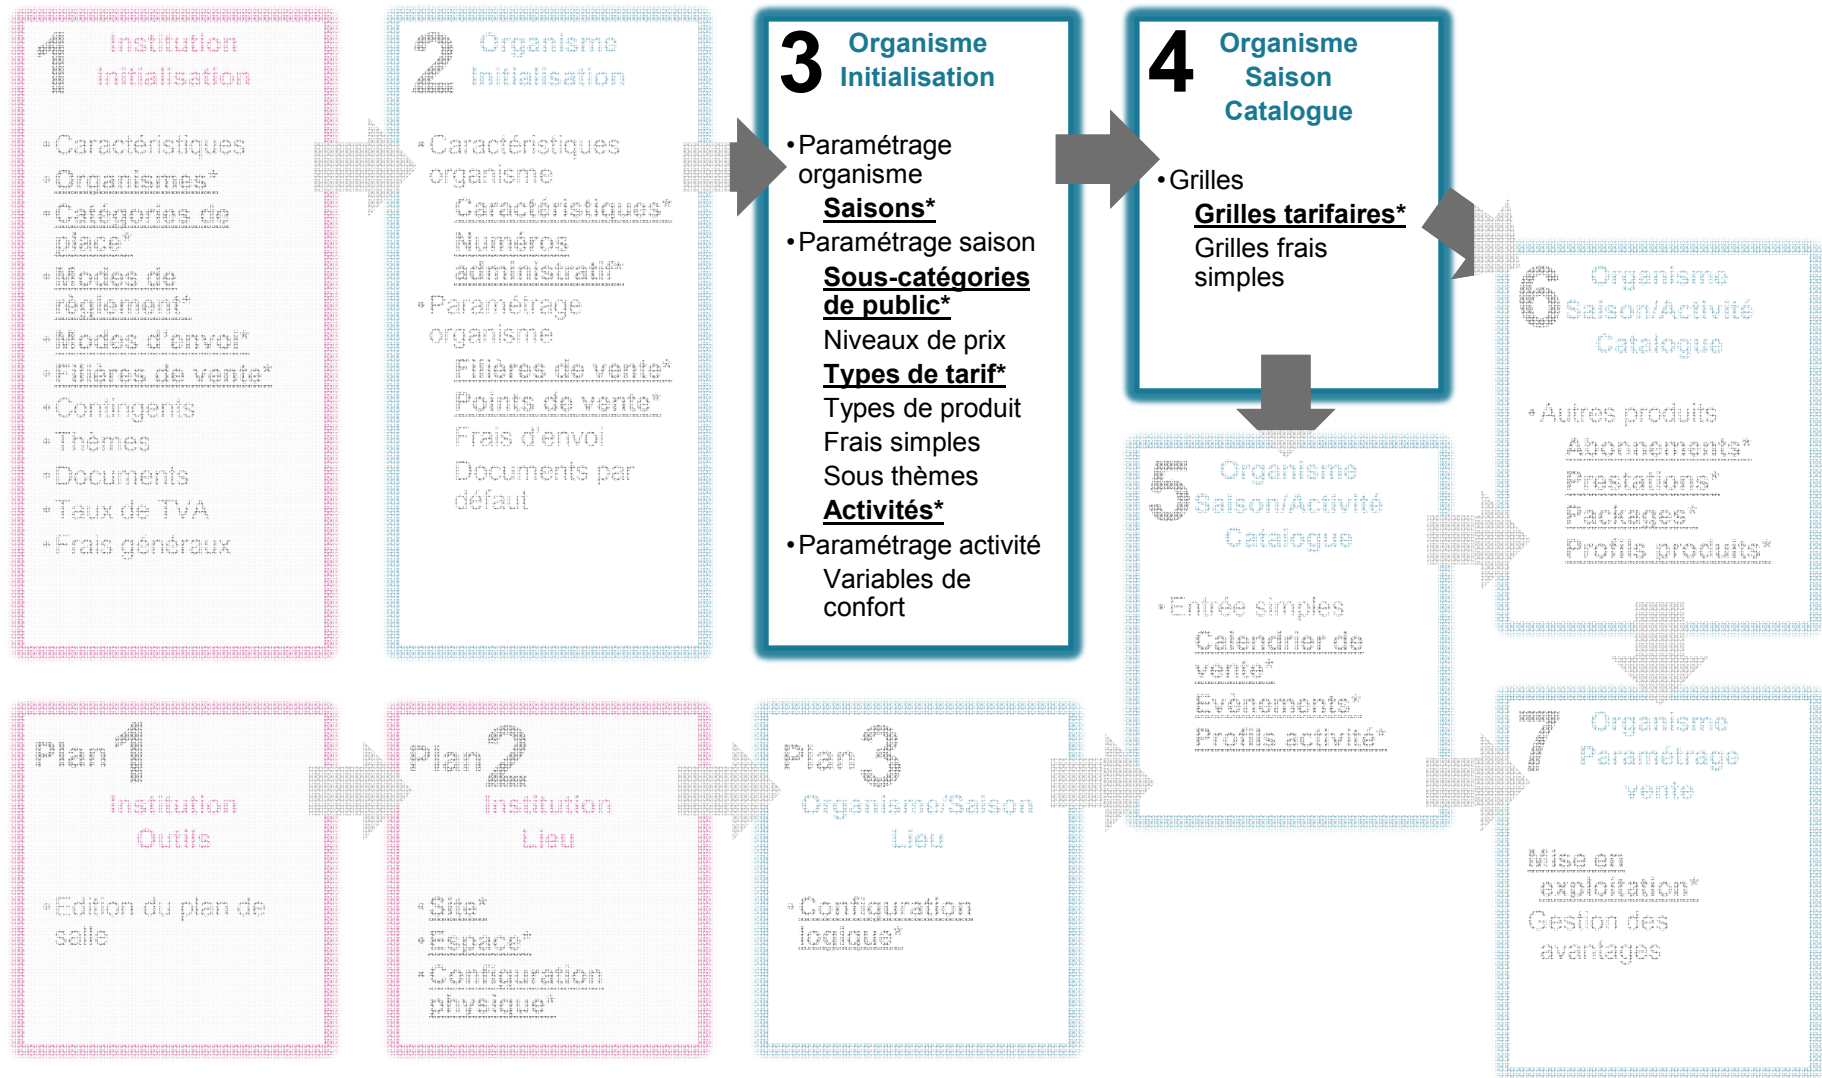 1
Institution
Initialisation
•Caractéristiques
•Organismes*
•Catégories de
place*
•Modes de
règlement*
•Modes d'envoi*
•Filières de vente*
•Contingents
•Thèmes
•Documents
•Taux de TVA
•Frais généraux
2
Organisme
Initialisation
•Caractéristiques
organisme
Caractéristiques*
Numéros
administratif*
•Paramétrage
organisme
Filières de vente*
Points de vente*
Frais d'envoi
Documents par
défaut
3
Organisme
Initialisation
•Paramétrage
organisme
Saisons*
•Paramétrage saison
Sous-catégories
de public*
Niveaux de prix
Types de tarif*
Types de produit
Frais simples
Sous thèmes
Activités*
•Paramétrage activité
Variables de
confort
4
Organisme
Saison
Catalogue
•Grilles
Grilles tarifaires*
Grilles frais
simples
5
Organisme
Saison/Activité
Catalogue
•Entrée simples
Calendrier de
vente*
Evènements*
Profils activité*
6
Organisme
Saison/Activité
Catalogue
•Autres produits
Abonnements*
Prestations*
Packages*
Profils produits*
Plan 1
Institution
Outils
•Edition du plan de
salle
Plan 2
Institution
Lieu
•Site*
•Espace*
•Configuration
physique*
Plan 3
Organisme/Saison
Lieu
•Configuration
logique*
7
Organisme
Paramétrage
vente
Mise en
exploitation*
Gestion des
avantages